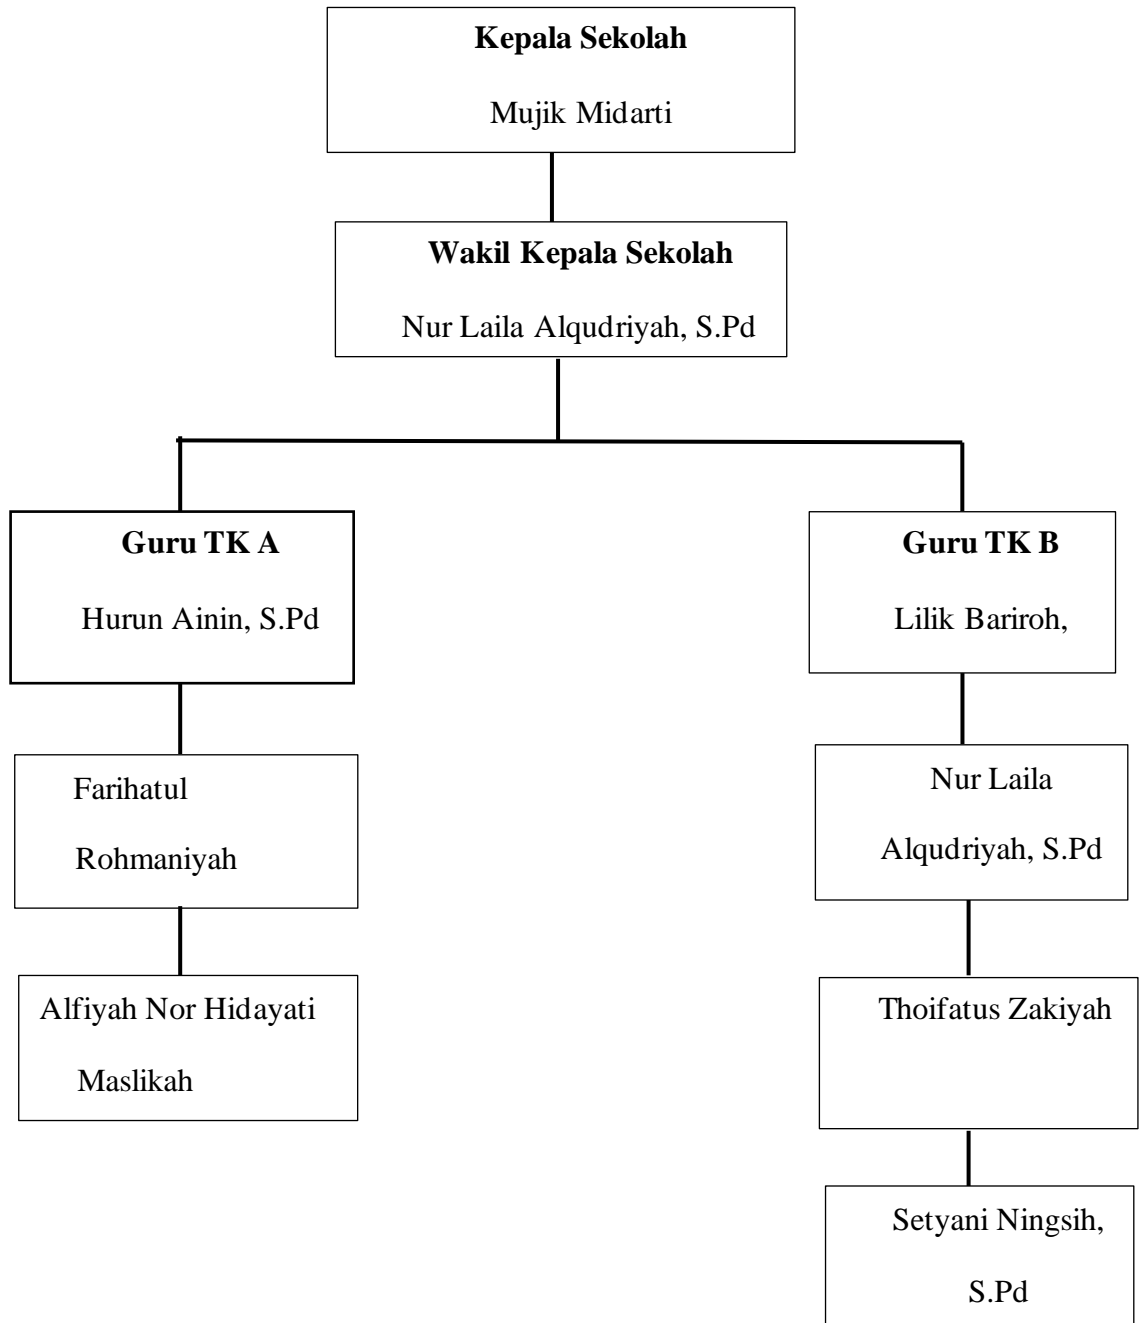 Kepala Sekolah
Mujik Midarti
Wakil Kepala Sekolah
Nur Laila Alqudriyah, S.Pd
Guru TK A
Hurun Ainin, S.Pd
Farihatul
Rohmaniyah
Alfiyah Nor Hidayati
Maslikah
Guru TK B
Lilik Bariroh,
Nur Laila
Alqudriyah, S.Pd
Thoifatus Zakiyah
Setyani Ningsih,
S.Pd